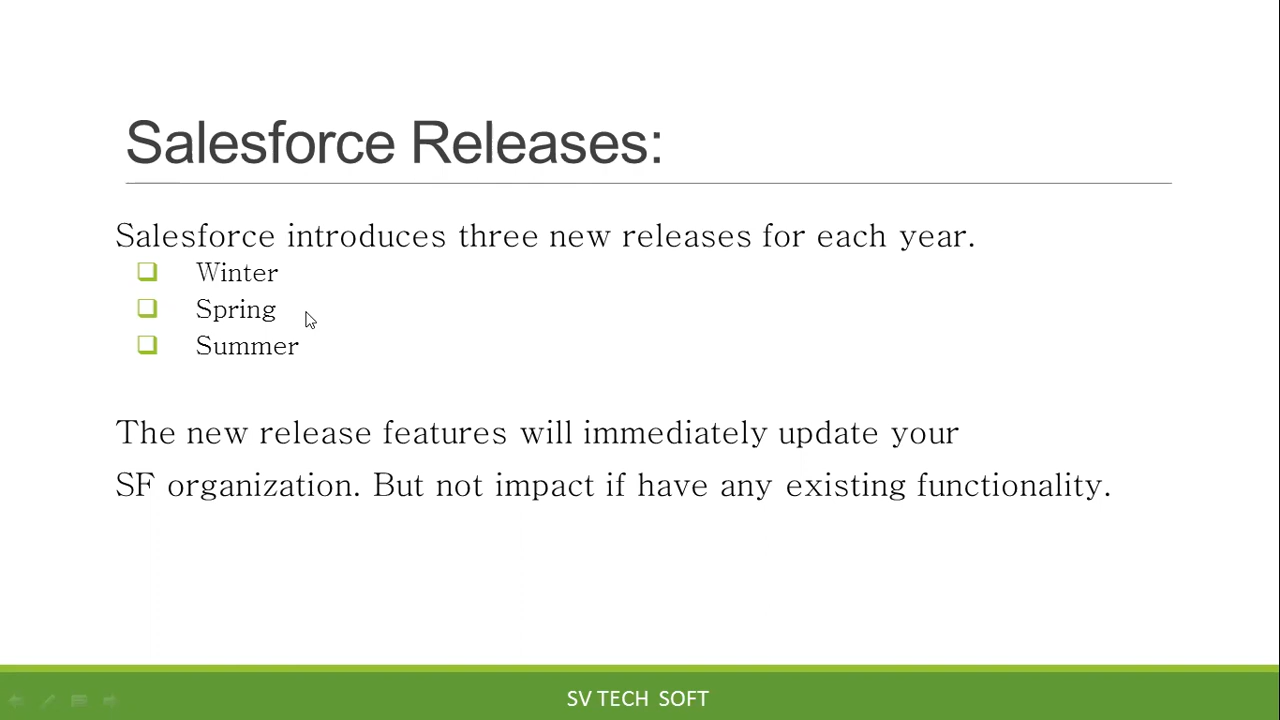 Salesforce Releases:
Salesforce introduces three new releases for each year.
Winter
Spring
Summer
The new release features will immediately update your
SF organization. But not impact if have any existing functionality.
SV TECH SOFT